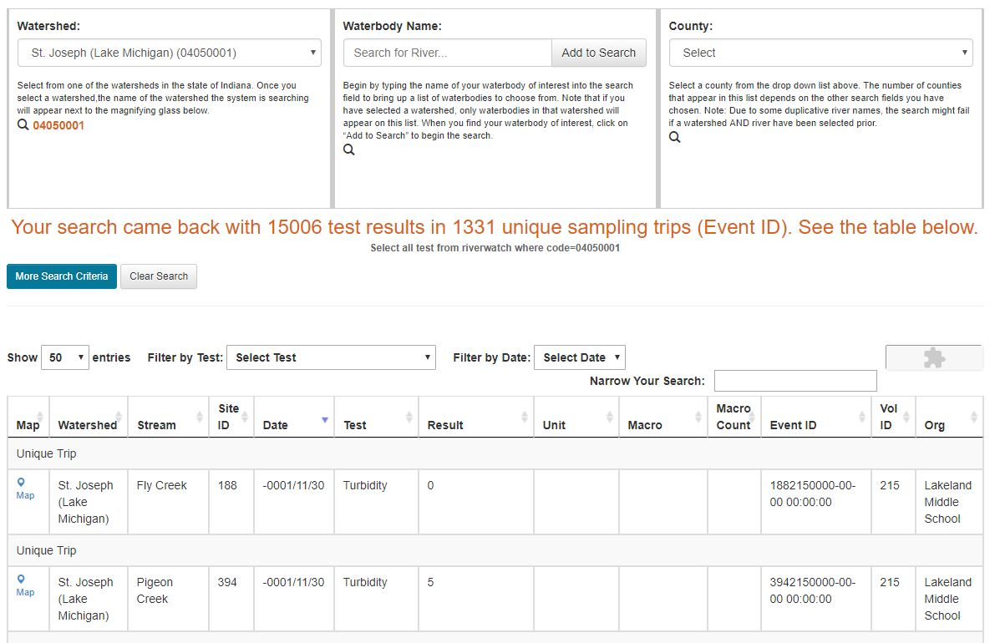 Watershed:
St. Joseph (Lake Michigan) (04050001)
Select from one of the watersheds in the state of Indiana. Once you
select a watershed,the name of the watershed the system is searching
will appear next to the magnifying glass below.
04050001
Waterbody Name:
Search for River... Add to Search
Begin by typing the name of your waterbody of interest into the search
field to bring up a list of waterbodies to choose from. Note that if you
have selected a watershed, only waterbodies in that watershed will
appear on this list. When you find your waterbody of interest, click on
“Add to Search” to begin the search.
County:
Select
Select a county from the drop down list above. The number of counties
that appear in this list depends on the other search fields you have
chosen. Note: Due to some duplicative river names, the search might fail
if a watershed AND river have been selected prior.
Your search came back with 15006 test results in 1331 unique sampling trips (Event ID). See the table below.
Select all test from riverwatch where code=04050001
More Search Criteria Clear Search
Show 50 entries Filter by Test: Select Test Filter by Date: Select Date
Narrow Your Search:
Map Watershed Stream Site ID Date Test Result Unit Macro Macro Count Event ID Vol ID Org
Unique Trip
Map St. Joseph (Lake Michigan) Fly Creek 188 -0001/11/30 Turbidity 0 1882150000-00-00 00:00:00 215 Lakeland Middle School
Unique Trip
Map St. Joseph (Lake Michigan) Pigeon Creek 394 -0001/11/30 Turbidity 5 3942150000-00-00 00:00:00 215 Lakeland Middle School